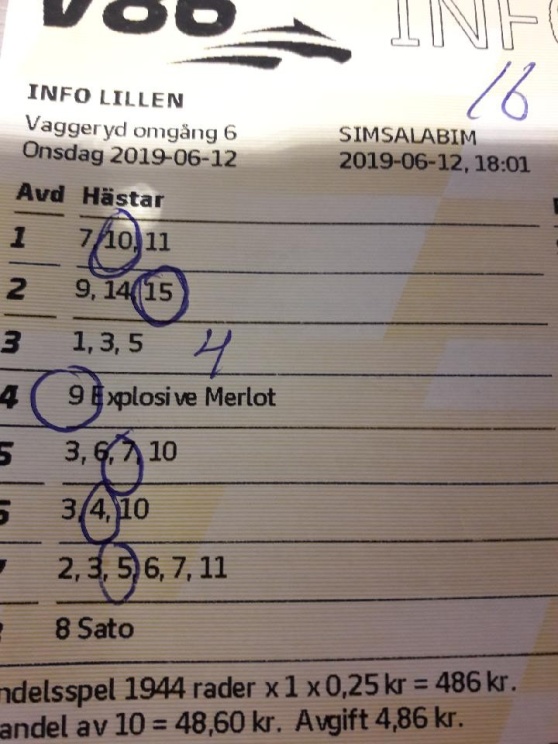 V86 INFO
16
INFO LILLEN
Vaggeryd omgång 6 SIMSALABIM
Onsdag 2019-06-12 2019-06-12, 18:01
Avd Hästar
1 7, 10, 11
2 9, 14, 15
3 1, 3, 5 4
4 9 Explosive Merlot
5 3, 6, 7, 10
6 3, 4, 10
2, 3, 5, 6, 7, 11
8 Sato
ndelsspel 1944 rader x 1 x 0,25 kr = 486 kr.
andel av 10 = 48,60 kr. Avgift 4,86 kr.